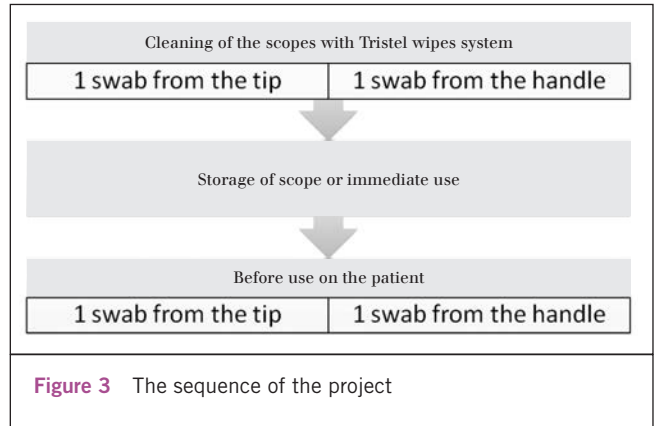 Cleaning of the scopes with Tristel wipes system
1 swab from the tip 1 swab from the handle
Storage of scope or immediate use
Before use on the patient
1 swab from the tip 1 swab from the handle
Figure 3 The sequence of the project